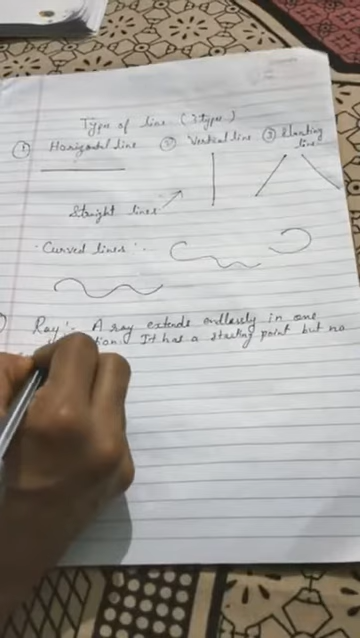 Types of line (3 types)
① Horizontal line ② Vertical line ③ Slanting line
Straight lines
Curved lines :-
Ray :- A ray extends endlessly in one
direction. It has a starting point but no